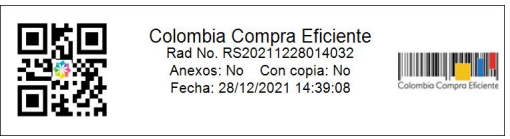 Colombia Compra Eficiente
Rad No. RS20211228014032
Anexos: No Con copia: No
Fecha: 28/12/2021 14:39:08
Colombia Compra Eficiente